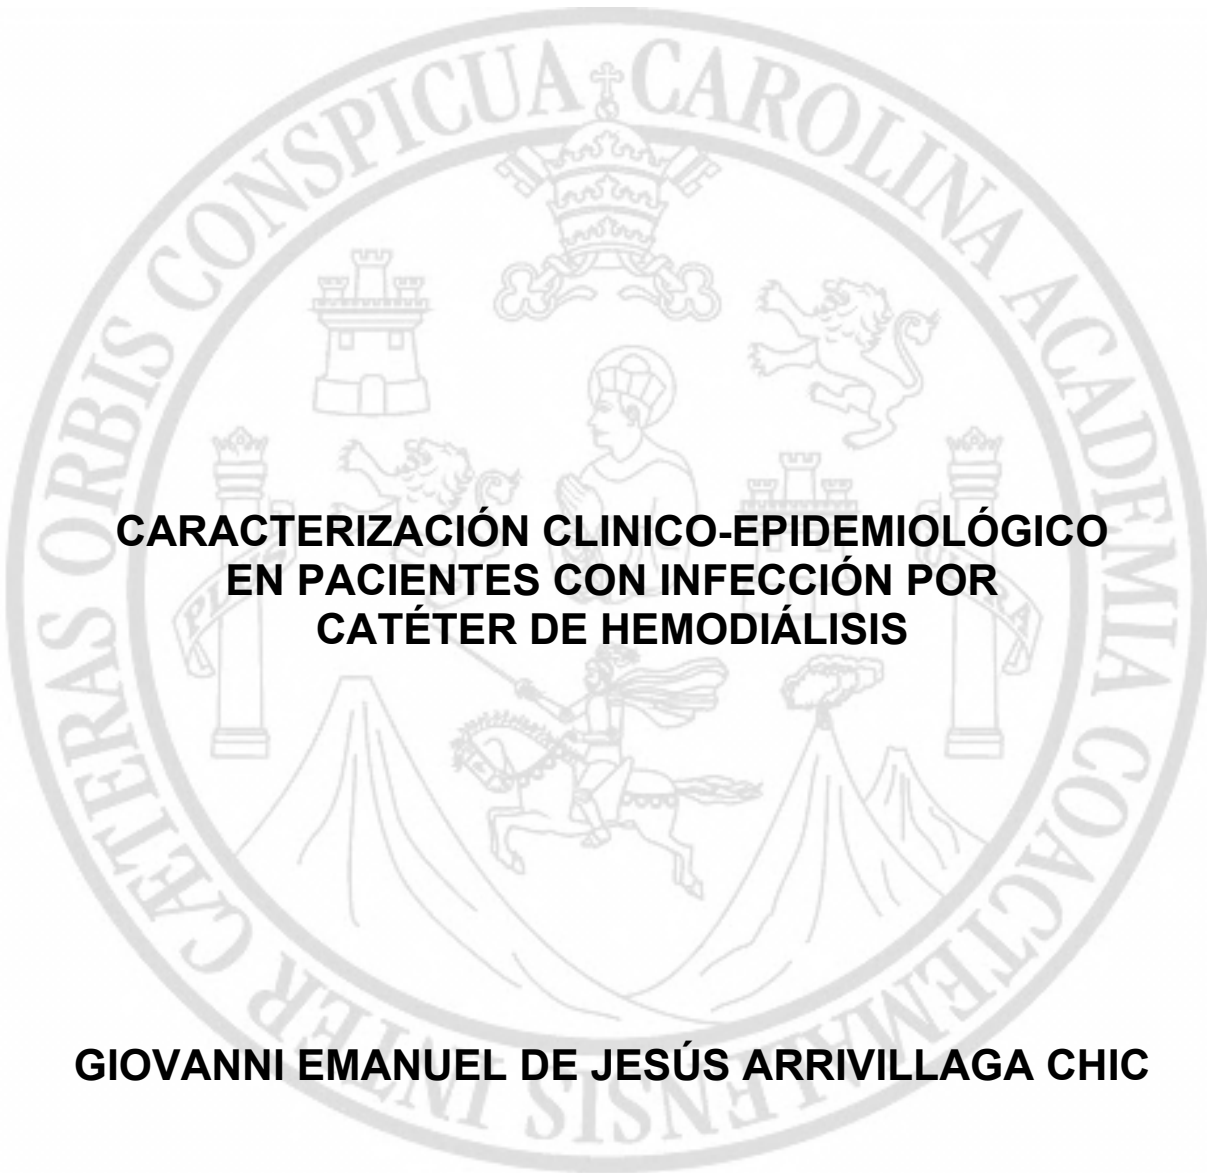 CARACTERIZACIÓN CLINICO-EPIDEMIOLÓGICO
EN PACIENTES CON INFECCIÓN POR
CATÉTER DE HEMODIÁLISIS
GIOVANNI EMANUEL DE JESÚS ARRIVILLAGA CHIC
CAETERAS ORBIS CONSPICUA CAROLINA ACADEMIA COACTEMALENSIS INTER